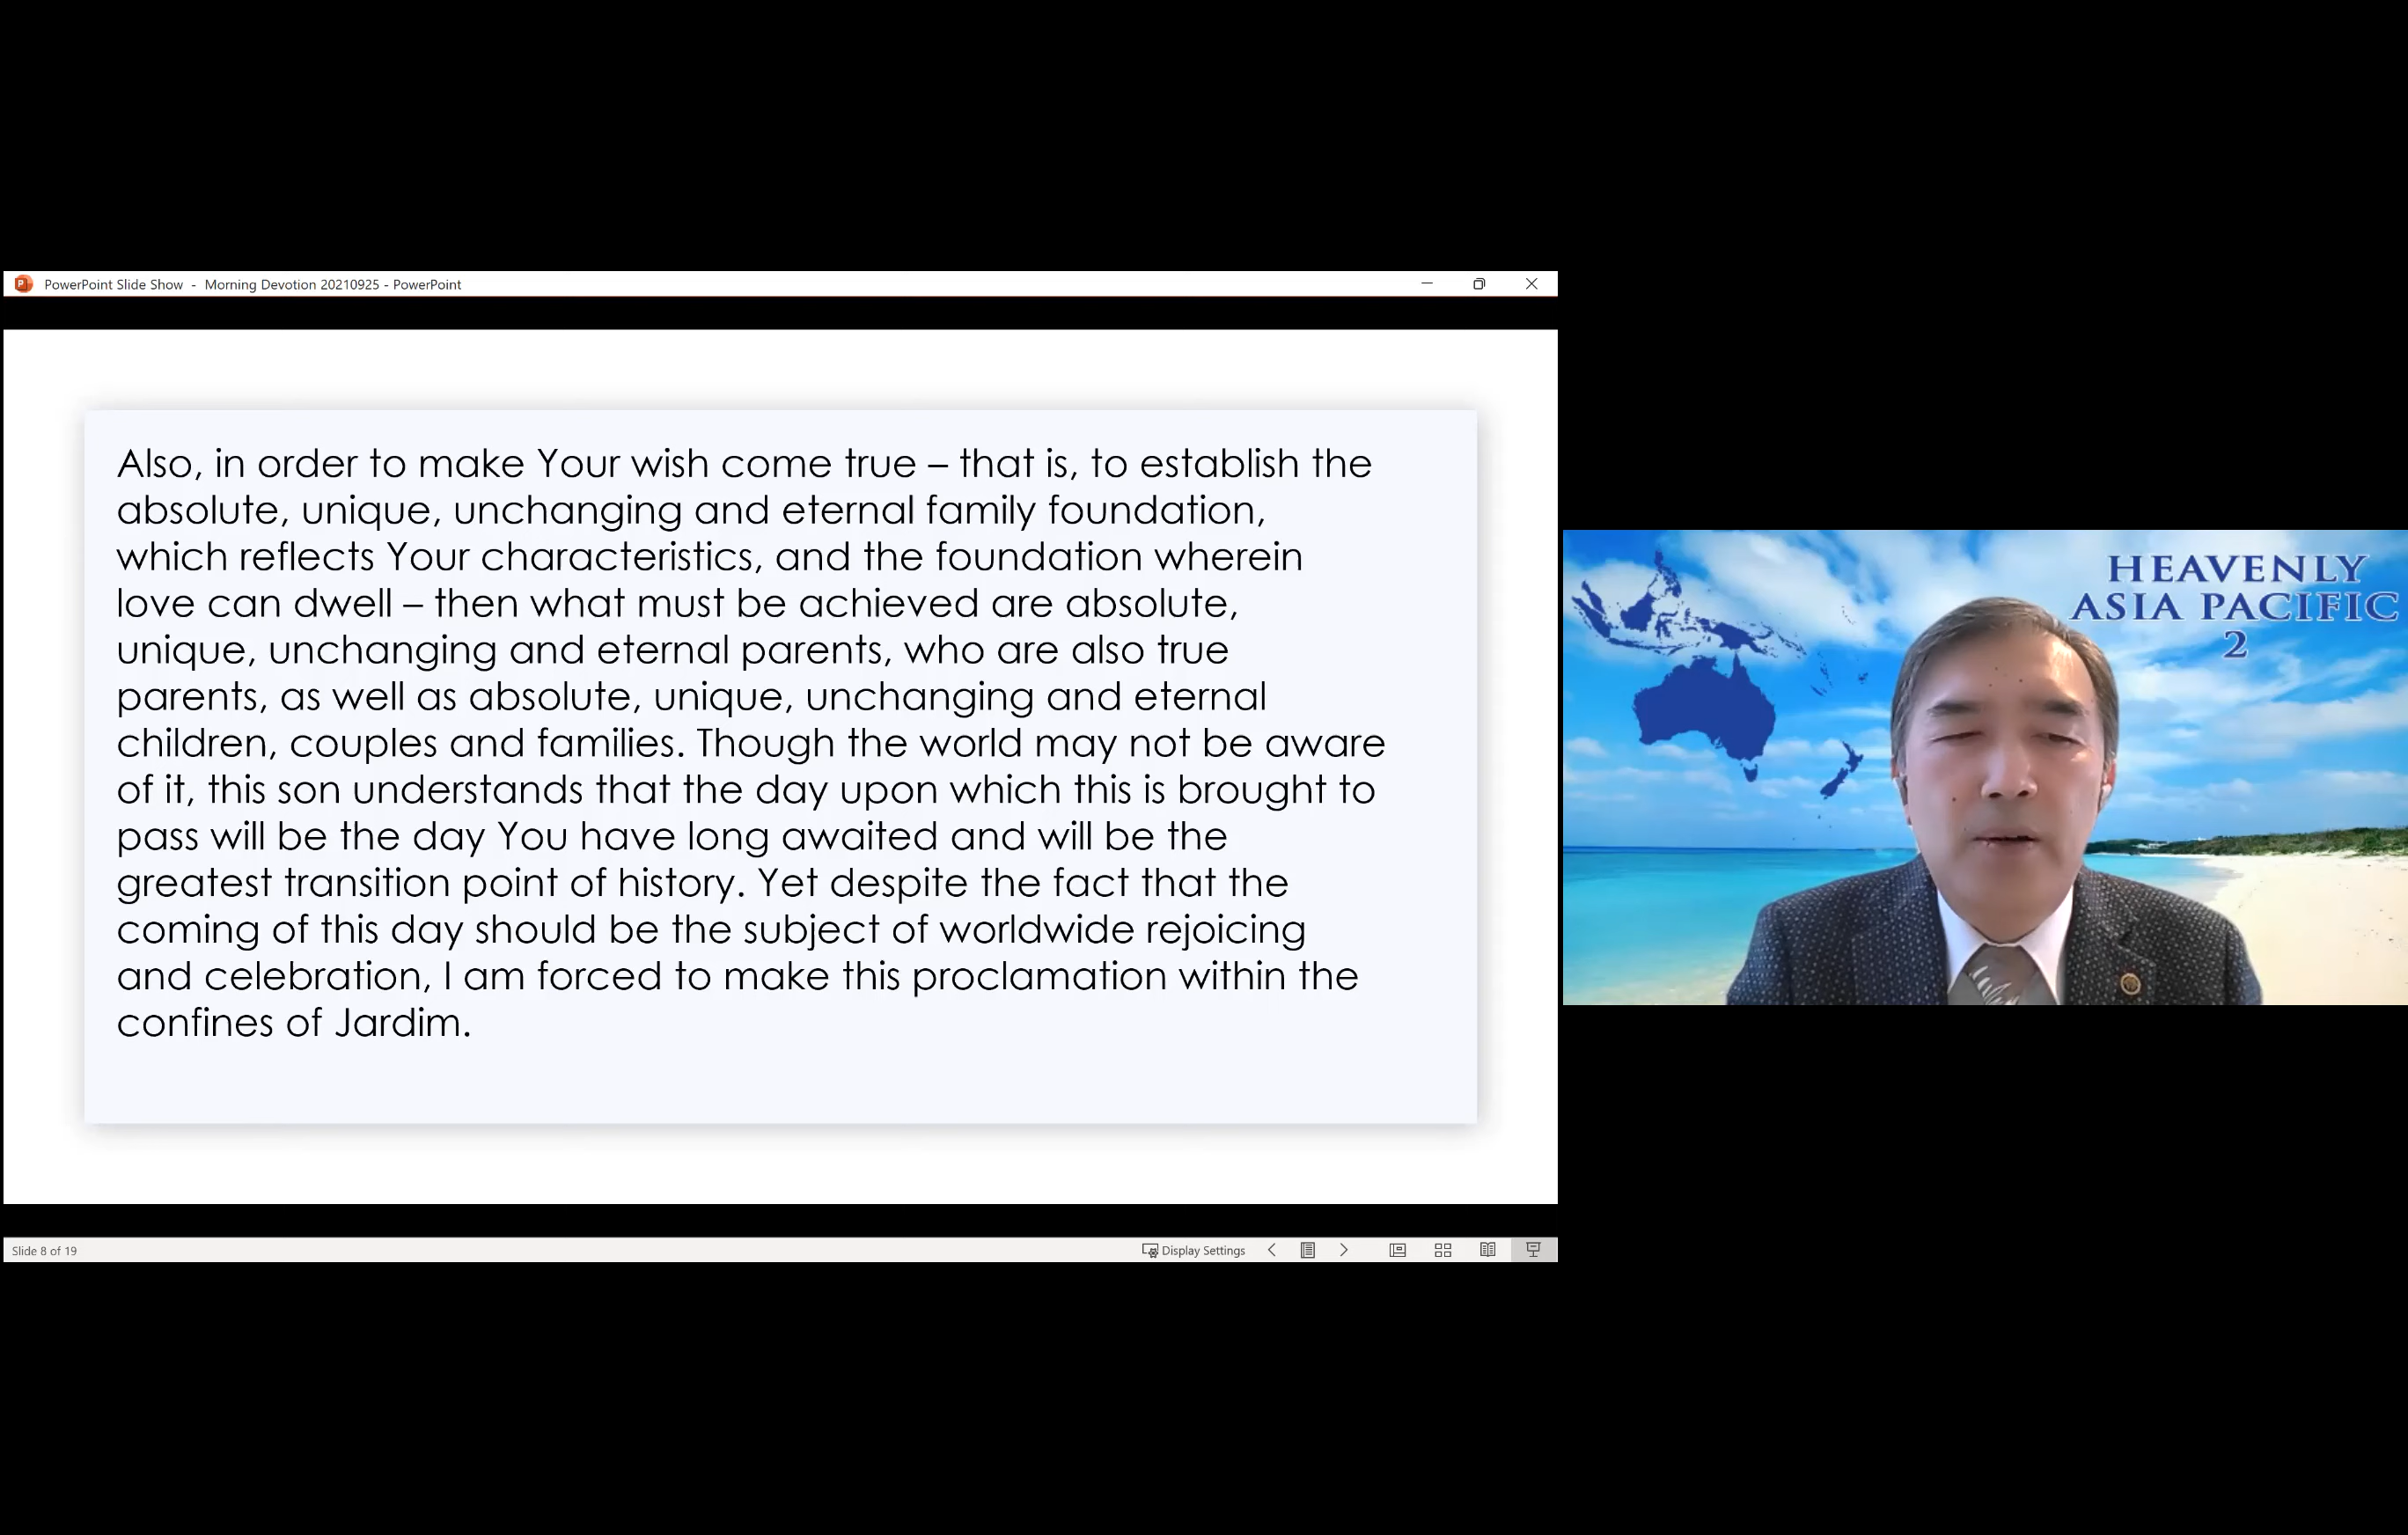 PowerPoint Slide Show - Morning Devotion 20210925 - PowerPoint
Also, in order to make Your wish come true – that is, to establish the
absolute, unique, unchanging and eternal family foundation,
which reflects Your characteristics, and the foundation wherein
love can dwell – then what must be achieved are absolute,
unique, unchanging and eternal parents, who are also true
parents, as well as absolute, unique, unchanging and eternal
children, couples and families. Though the world may not be aware
of it, this son understands that the day upon which this is brought to
pass will be the day You have long awaited and will be the
greatest transition point of history. Yet despite the fact that the
coming of this day should be the subject of worldwide rejoicing
and celebration, I am forced to make this proclamation within the
confines of Jardim.
Slide 8 of 19
Display Settings
HEAVENLY
ASIA PACIFIC
2